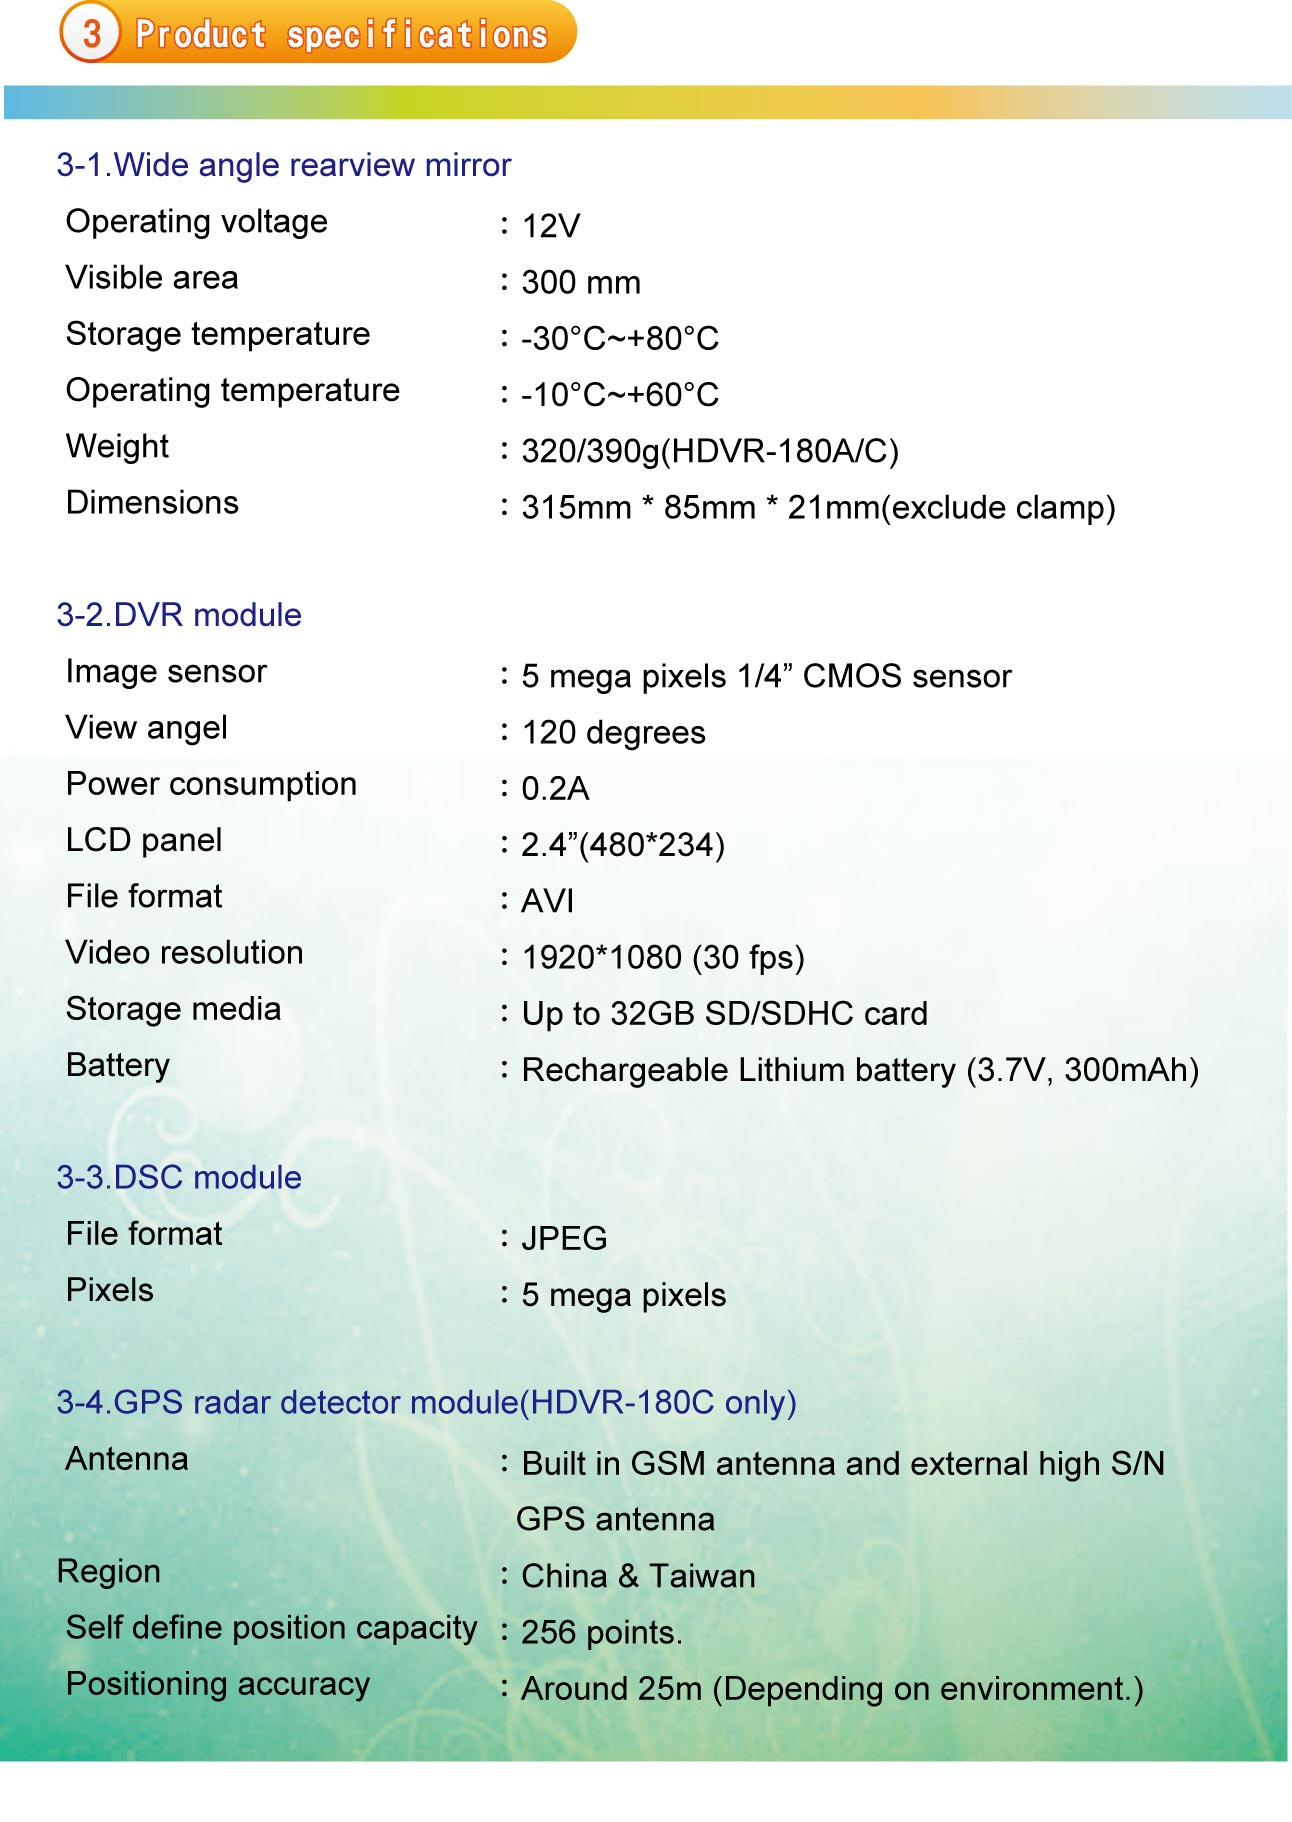 3 Product specifications
3-1.Wide angle rearview mirror
Operating voltage : 12V
Visible area : 300 mm
Storage temperature : -30°C~+80°C
Operating temperature : -10°C~+60°C
Weight : 320/390g(HDVR-180A/C)
Dimensions : 315mm * 85mm * 21mm(exclude clamp)
3-2.DVR module
Image sensor : 5 mega pixels 1/4” CMOS sensor
View angel : 120 degrees
Power consumption : 0.2A
LCD panel : 2.4”(480*234)
File format : AVI
Video resolution : 1920*1080 (30 fps)
Storage media : Up to 32GB SD/SDHC card
Battery : Rechargeable Lithium battery (3.7V, 300mAh)
3-3.DSC module
File format : JPEG
Pixels : 5 mega pixels
3-4.GPS radar detector module(HDVR-180C only)
Antenna : Built in GSM antenna and external high S/N
GPS antenna
Region : China & Taiwan
Self define position capacity : 256 points.
Positioning accuracy : Around 25m (Depending on environment.)